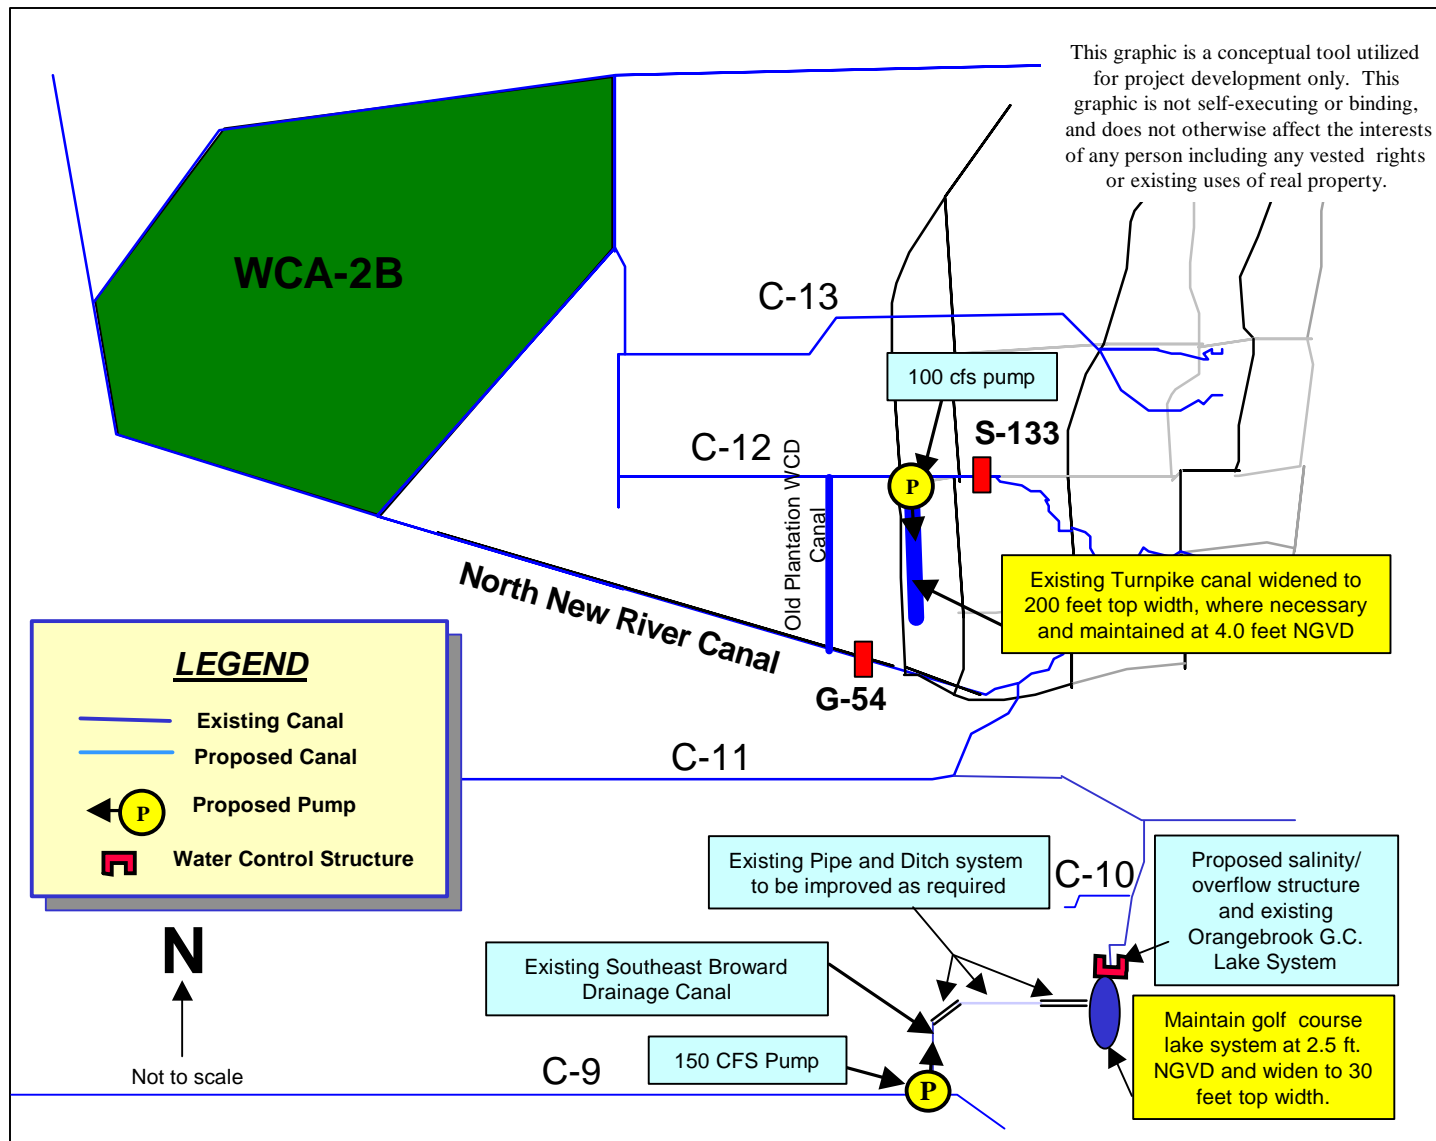 This graphic is a conceptual tool utilized
for project development only.  This
graphic is not self-executing or binding,
and does not otherwise affect the interests
of any person including any vested  rights
or existing uses of real property.
WCA-2B
C-13
100 cfs pump
S-133
C-12
P
Old Plantation WCD
Canal
Existing Turnpike canal widened to
200 feet top width, where necessary
and maintained at 4.0 feet NGVD
North New River Canal
G-54
LEGEND
Existing Canal
Proposed Canal
P
Proposed Pump
Water Control Structure
C-11
Existing Pipe and Ditch system
to be improved as required
C-10
Proposed salinity/
overflow structure
and existing
Orangebrook G.C.
Lake System
N
Not to scale
Existing Southeast Broward
Drainage Canal
Maintain golf  course
lake system at 2.5 ft.
NGVD and widen to 30
feet top width.
150 CFS Pump
C-9
P